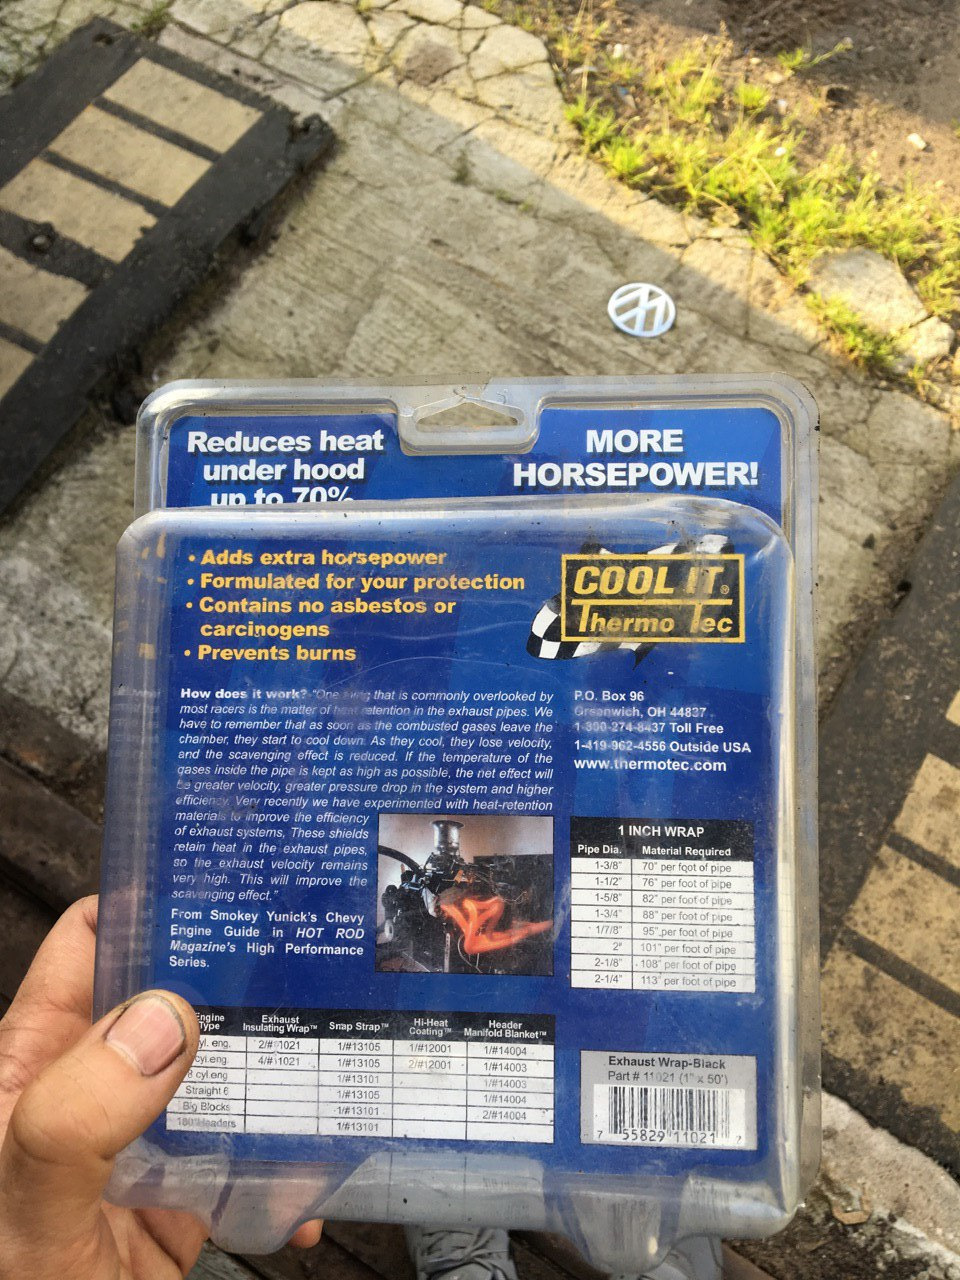 Reduces heat
under hood
up to 70%
MORE
HORSEPOWER!
• Adds extra horsepower
• Formulated for your protection
• Contains no asbestos or
carcinogens
• Prevents burns
COOL IT®
Thermo Tec
How does it work? "One thing that is commonly overlooked by
most racers is the matter of heat retention in the exhaust pipes. We
have to remember that as soon as the combusted gases leave the
chamber, they start to cool down. As they cool, they lose velocity,
and the scavenging effect is reduced. If the temperature of the
gases inside the pipe is kept as high as possible, the net effect will
be greater velocity, greater pressure drop in the system and higher
efficiency. Very recently we have experimented with heat-retention
materials to improve the efficiency
of exhaust systems, These shields
retain heat in the exhaust pipes,
so the exhaust velocity remains
very high. This will improve the
scavenging effect."
From Smokey Yunick's Chevy
Engine Guide in HOT ROD
Magazine's High Performance
Series.
P.O. Box 96
Greenwich, OH 44837
1-800-274-8437 Toll Free
1-419-962-4556 Outside USA
www.thermotec.com
1 INCH WRAP
Pipe Dia. Material Required
1-3/8" 70" per foot of pipe
1-1/2" 76" per foot of pipe
1-5/8" 82" per foot of pipe
1-3/4" 88" per foot of pipe
1/7/8" 95" per foot of pipe
2" 101" per foot of pipe
2-1/8" 108" per foot of pipe
2-1/4" 113" per foot of pipe
Engine Type Exhaust Insulating Wrap™ Snap Strap™ Hi-Heat Coating™ Header Manifold Blanket™
cyl. eng. 2/#11021 1/#13105 1/#12001 1/#14004
cyl.eng 4/#11021 1/#13105 2/#12001 1/#14003
8 cyl.eng 1/#13101 1/#14003
Straight 6 1/#13105 1/#14004
Big Blocks 1/#13101 2/#14004
180° Headers 1/#13101
Exhaust Wrap-Black
Part # 11021 (1" x 50')
7 55829 11021 7